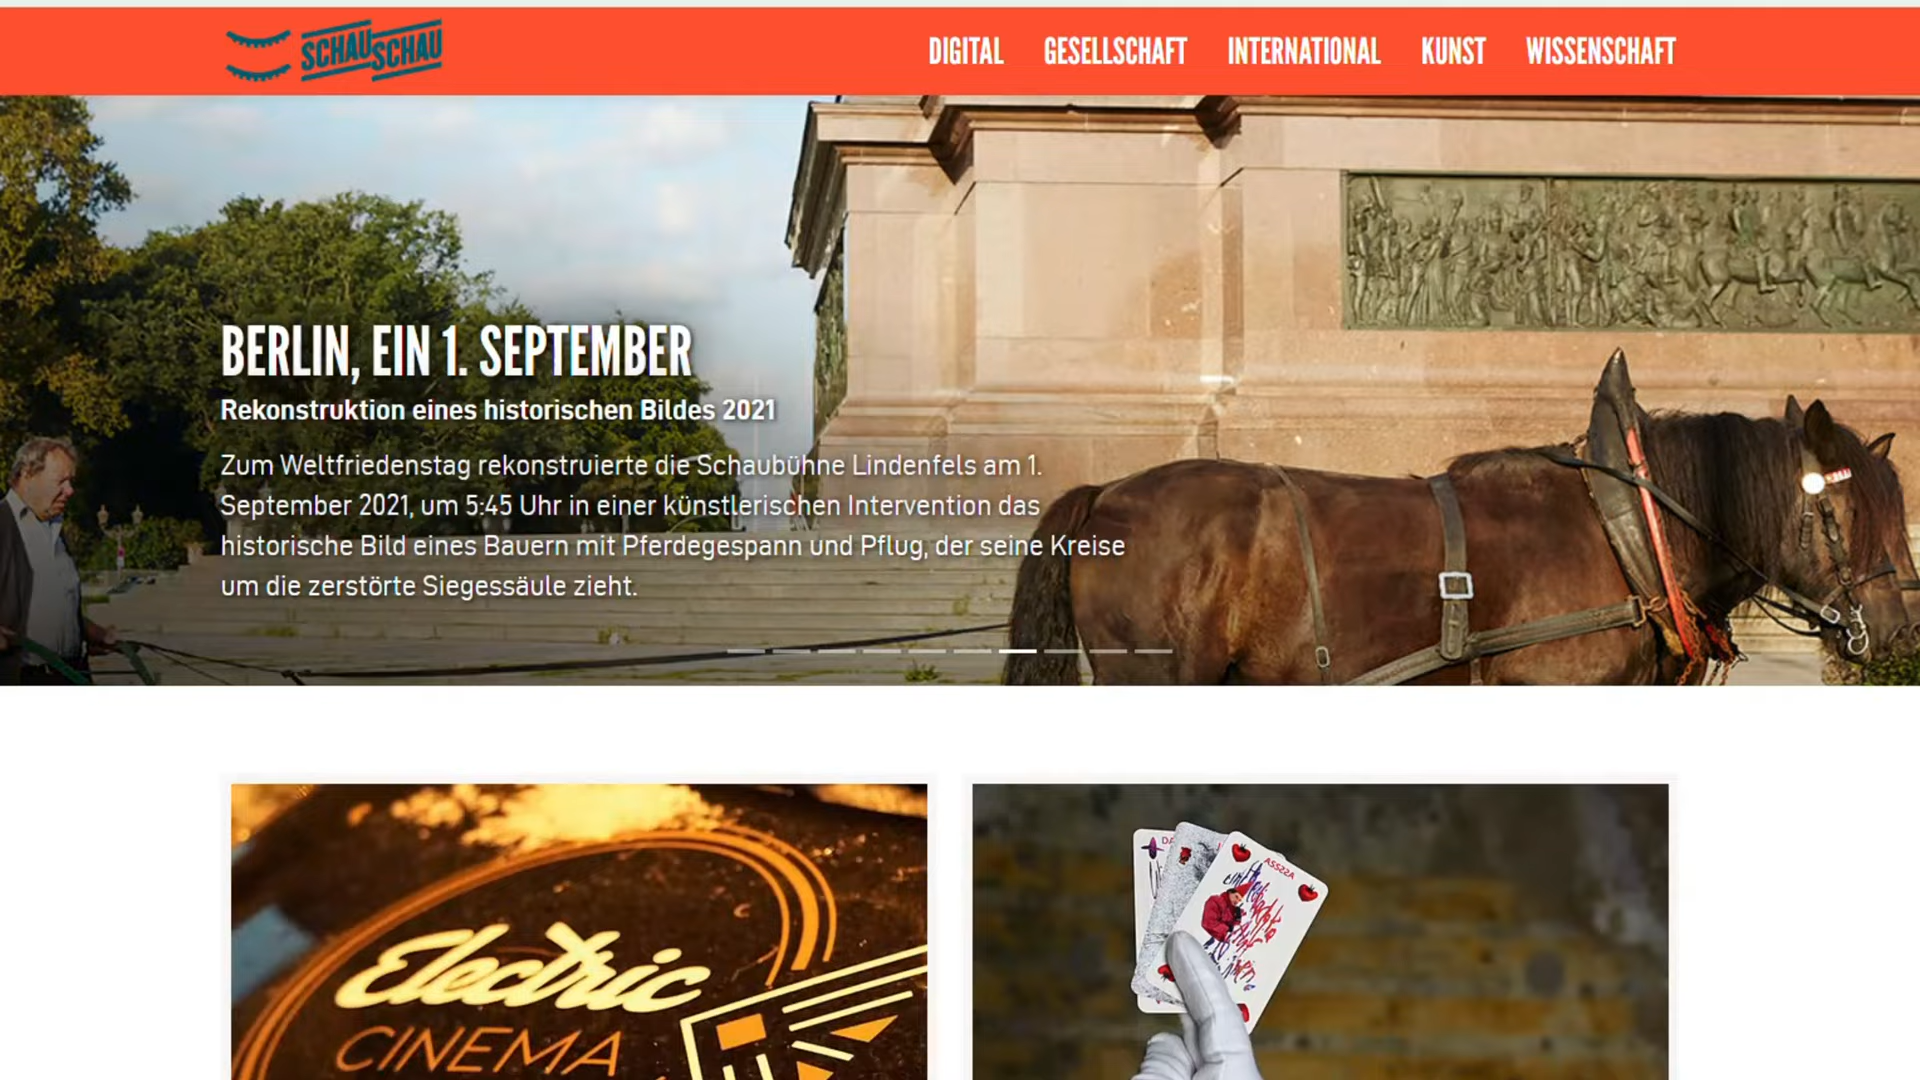 SCHAUSCHAU
DIGITAL GESELLSCHAFT INTERNATIONAL KUNST WISSENSCHAFT
BERLIN, EIN 1. SEPTEMBER
Rekonstruktion eines historischen Bildes 2021
Zum Weltfriedenstag rekonstruierte die Schaubühne Lindenfels am 1.
September 2021, um 5:45 Uhr in einer künstlerischen Intervention das
historische Bild eines Bauern mit Pferdegespann und Pflug, der seine Kreise
um die zerstörte Siegessäule zieht.
Electric
CINEMA